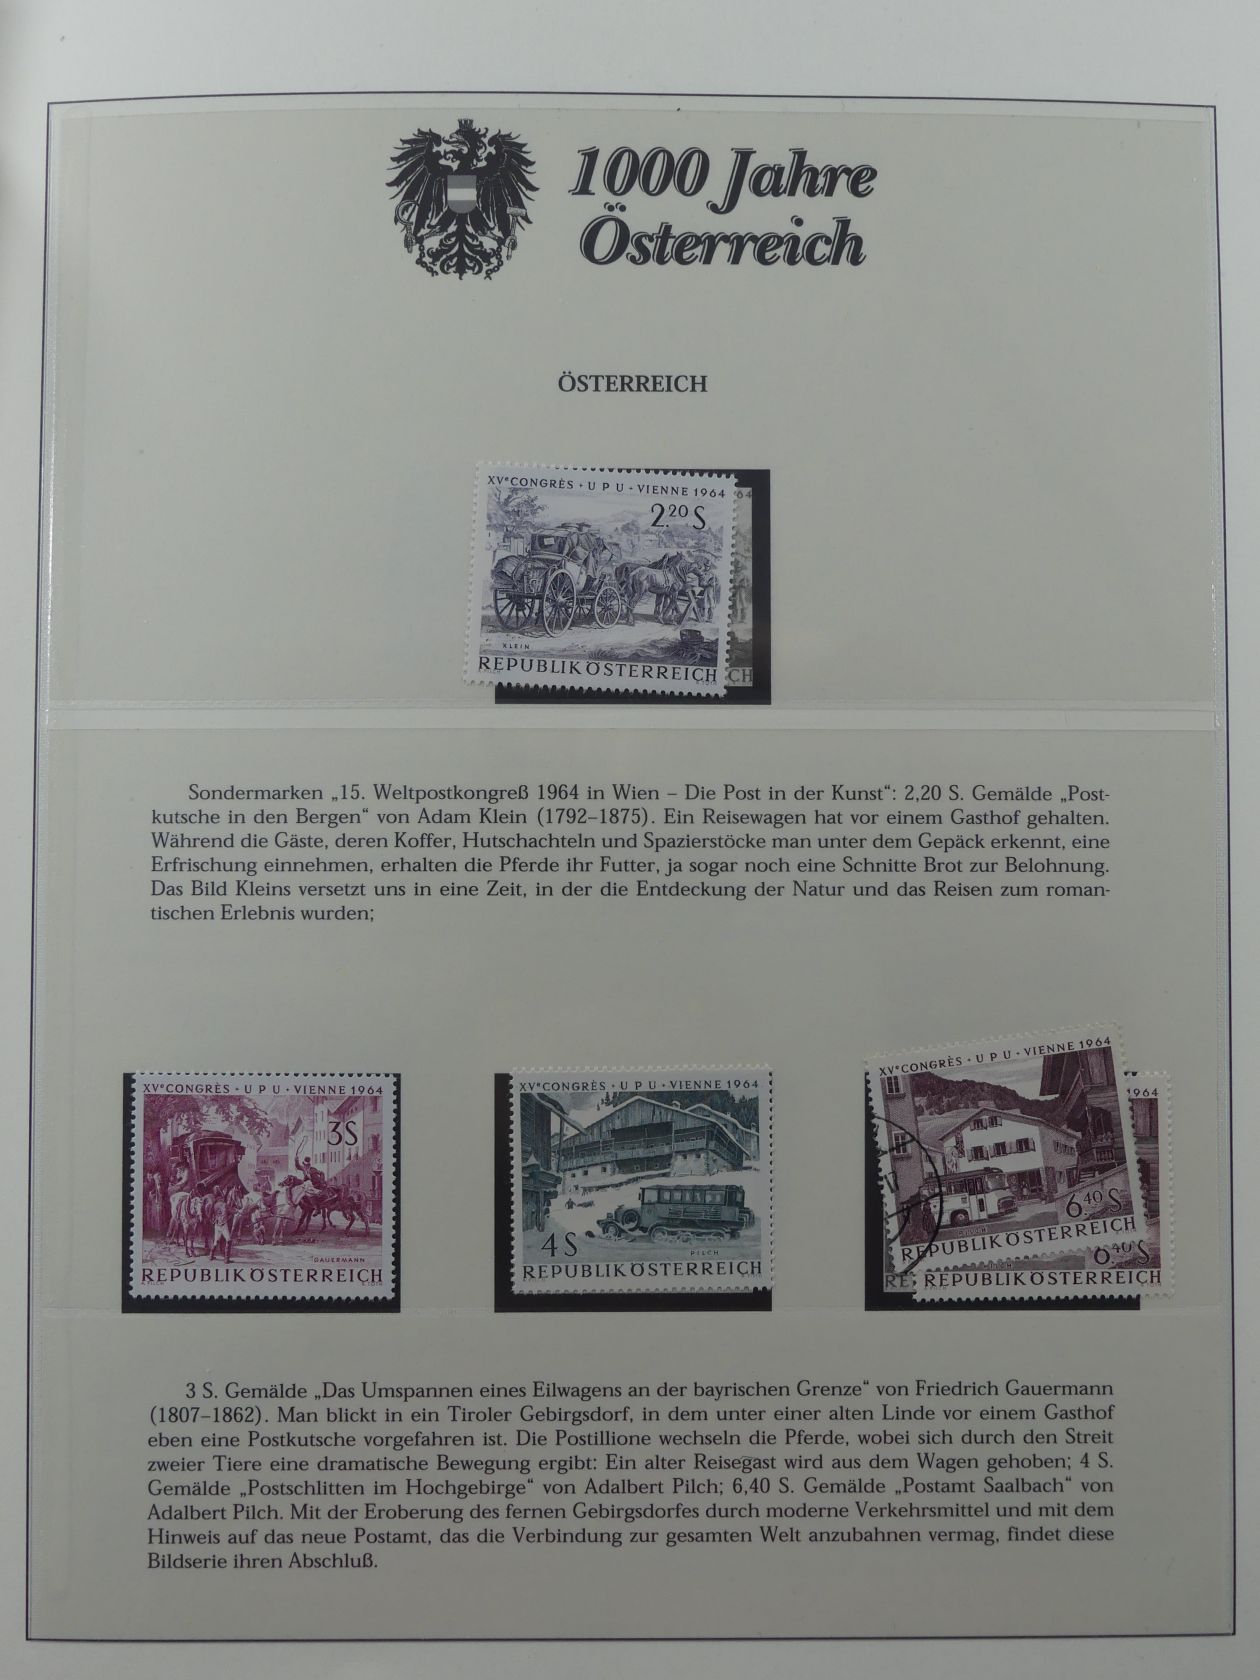 1000 Jahre
Österreich
ÖSTERREICH
XVᵉ CONGRÈS • U P U • VIENNE 1964
64
2.20 S
KLEIN
REPUBLIK ÖSTERREICH
CH
Sondermarken „15. Weltpostkongreß 1964 in Wien – Die Post in der Kunst“: 2,20 S. Gemälde „Post-
kutsche in den Bergen“ von Adam Klein (1792–1875). Ein Reisewagen hat vor einem Gasthof gehalten.
Während die Gäste, deren Koffer, Hutschachteln und Spazierstöcke man unter dem Gepäck erkennt, eine
Erfrischung einnehmen, erhalten die Pferde ihr Futter, ja sogar noch eine Schnitte Brot zur Belohnung.
Das Bild Kleins versetzt uns in eine Zeit, in der die Entdeckung der Natur und das Reisen zum roman-
tischen Erlebnis wurden;
XVᵉ CONGRÈS • U P U • VIENNE 1964
3S
GAUERMANN
REPUBLIK ÖSTERREICH
XVᵉ CONGRÈS • U P U • VIENNE 1964
4 S
PILCH
REPUBLIK ÖSTERREICH
XVᵉ CONGRÈS • U P U • VIENNE 1964
1964
6.40 S
PILCH
REPUBLIK ÖSTERREICH
6.40 S
RE
REPUBLIK ÖSTERREICH
3 S. Gemälde „Das Umspannen eines Eilwagens an der bayrischen Grenze“ von Friedrich Gauermann
(1807–1862). Man blickt in ein Tiroler Gebirgsdorf, in dem unter einer alten Linde vor einem Gasthof
eben eine Postkutsche vorgefahren ist. Die Postillione wechseln die Pferde, wobei sich durch den Streit
zweier Tiere eine dramatische Bewegung ergibt: Ein alter Reisegast wird aus dem Wagen gehoben; 4 S.
Gemälde „Postschlitten im Hochgebirge“ von Adalbert Pilch; 6,40 S. Gemälde „Postamt Saalbach“ von
Adalbert Pilch. Mit der Eroberung des fernen Gebirgsdorfes durch moderne Verkehrsmittel und mit dem
Hinweis auf das neue Postamt, das die Verbindung zur gesamten Welt anzubahnen vermag, findet diese
Bildserie ihren Abschluß.